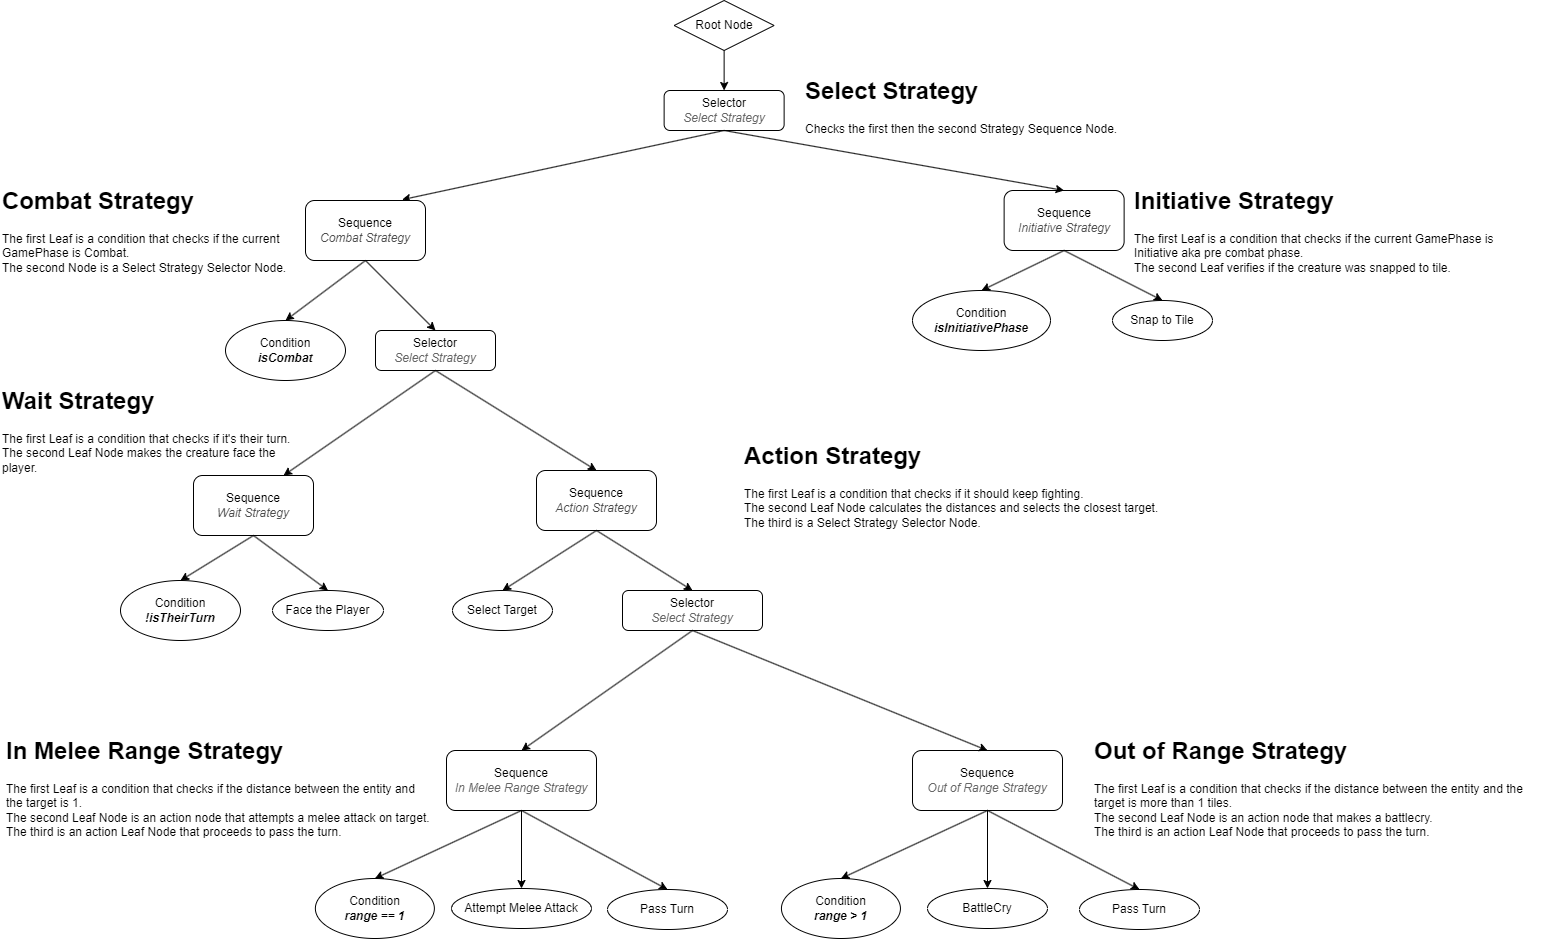 Root Node
Selector
Select Strategy
Select Strategy
Checks the first then the second Strategy Sequence Node.
Combat Strategy
The first Leaf is a condition that checks if the current
GamePhase is Combat.
The second Node is a Select Strategy Selector Node.
Sequence
Combat Strategy
Sequence
Initiative Strategy
Initiative Strategy
The first Leaf is a condition that checks if the current GamePhase is
Initiative aka pre combat phase.
The second Leaf verifies if the creature was snapped to tile.
Condition
isCombat
Selector
Select Strategy
Condition
isInitiativePhase
Snap to Tile
Wait Strategy
The first Leaf is a condition that checks if it's their turn.
The second Leaf Node makes the creature face the
player.
Sequence
Wait Strategy
Sequence
Action Strategy
Action Strategy
The first Leaf is a condition that checks if it should keep fighting.
The second Leaf Node calculates the distances and selects the closest target.
The third is a Select Strategy Selector Node.
Condition
!isTheirTurn
Face the Player
Select Target
Selector
Select Strategy
In Melee Range Strategy
The first Leaf is a condition that checks if the distance between the entity and
the target is 1.
The second Leaf Node is an action node that attempts a melee attack on target.
The third is an action Leaf Node that proceeds to pass the turn.
Sequence
In Melee Range Strategy
Sequence
Out of Range Strategy
Out of Range Strategy
The first Leaf is a condition that checks if the distance between the entity and the
target is more than 1 tiles.
The second Leaf Node is an action node that makes a battlecry.
The third is an action Leaf Node that proceeds to pass the turn.
Condition
range == 1
Attempt Melee Attack
Pass Turn
Condition
range > 1
BattleCry
Pass Turn